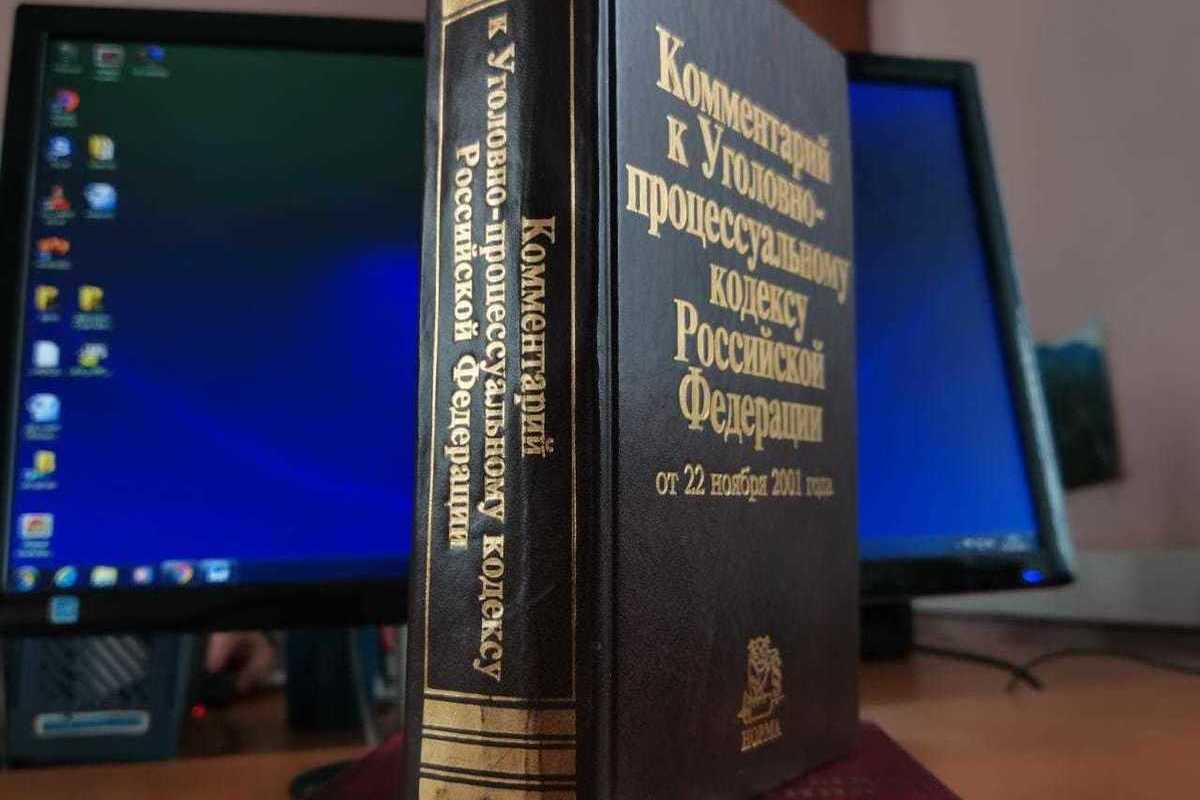 Комментарий
к Уголовно-процессуальному кодексу
Российской Федерации
Комментарий
к Уголовно-
процессуальному
кодексу
Российской
Федерации
от 22 ноября 2001 года
НОРМА